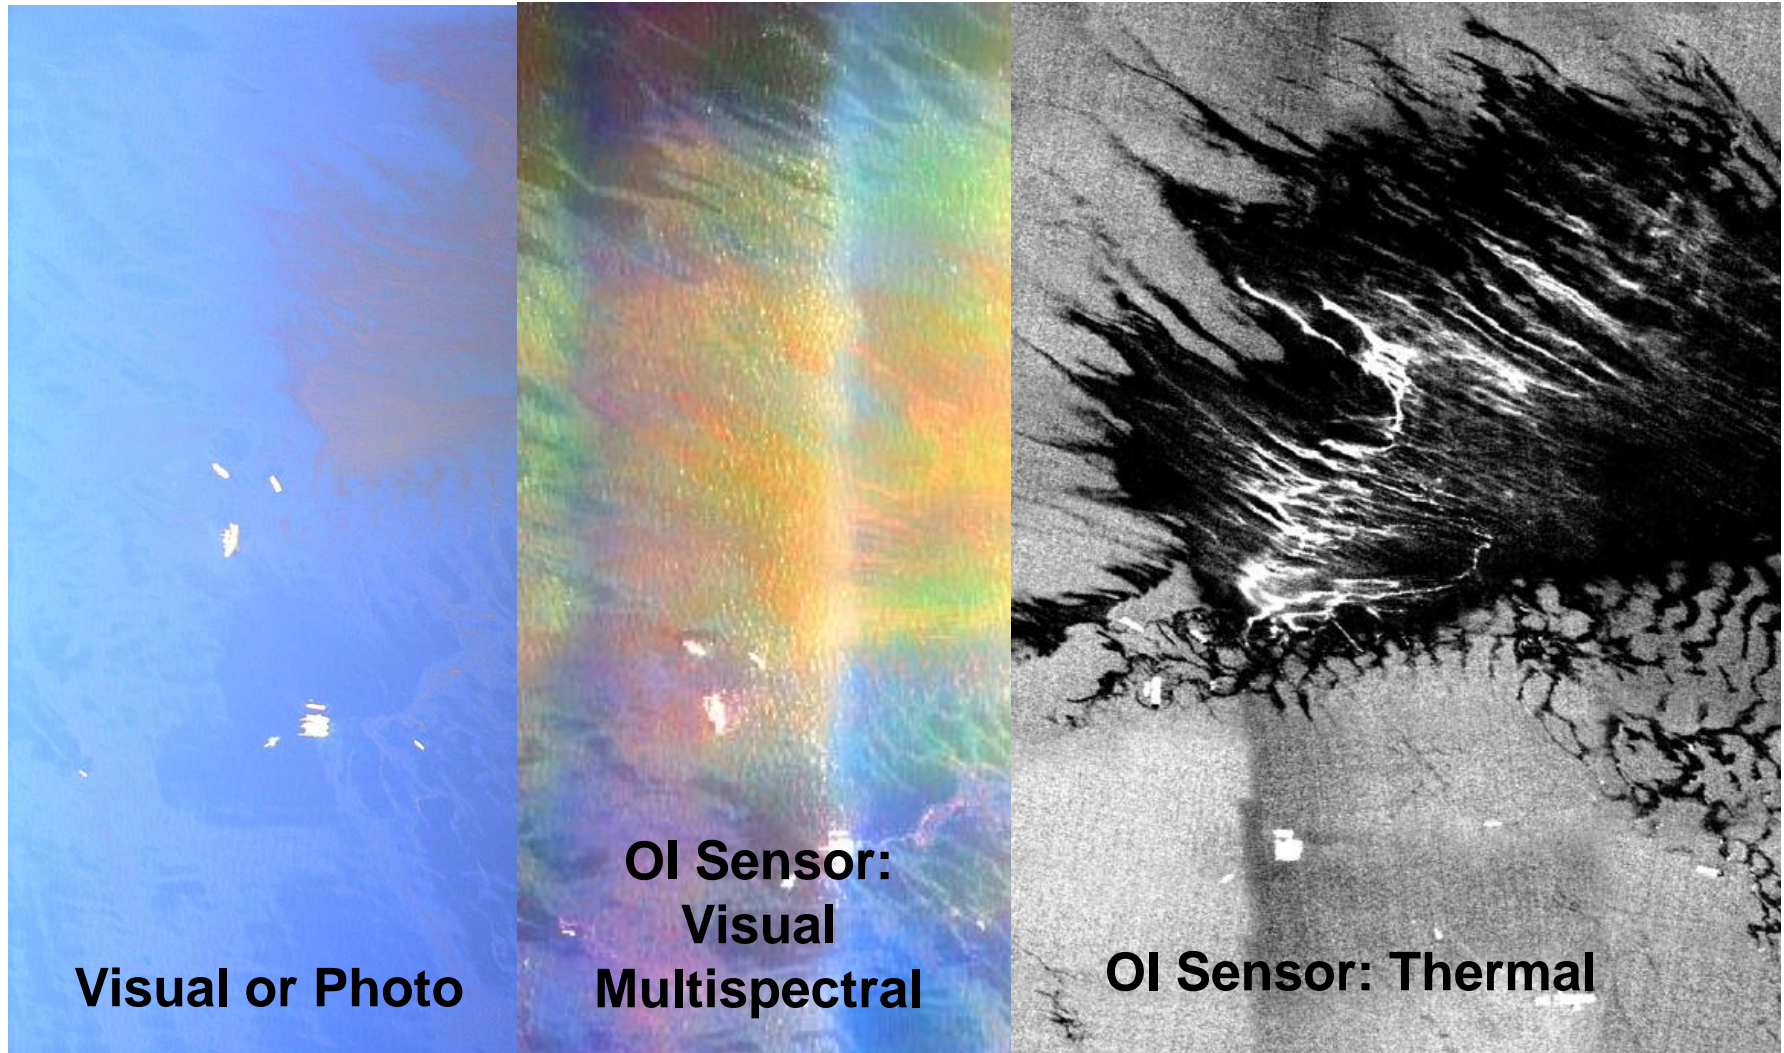 Visual or Photo
OI Sensor:
Visual
Multispectral
OI Sensor: Thermal